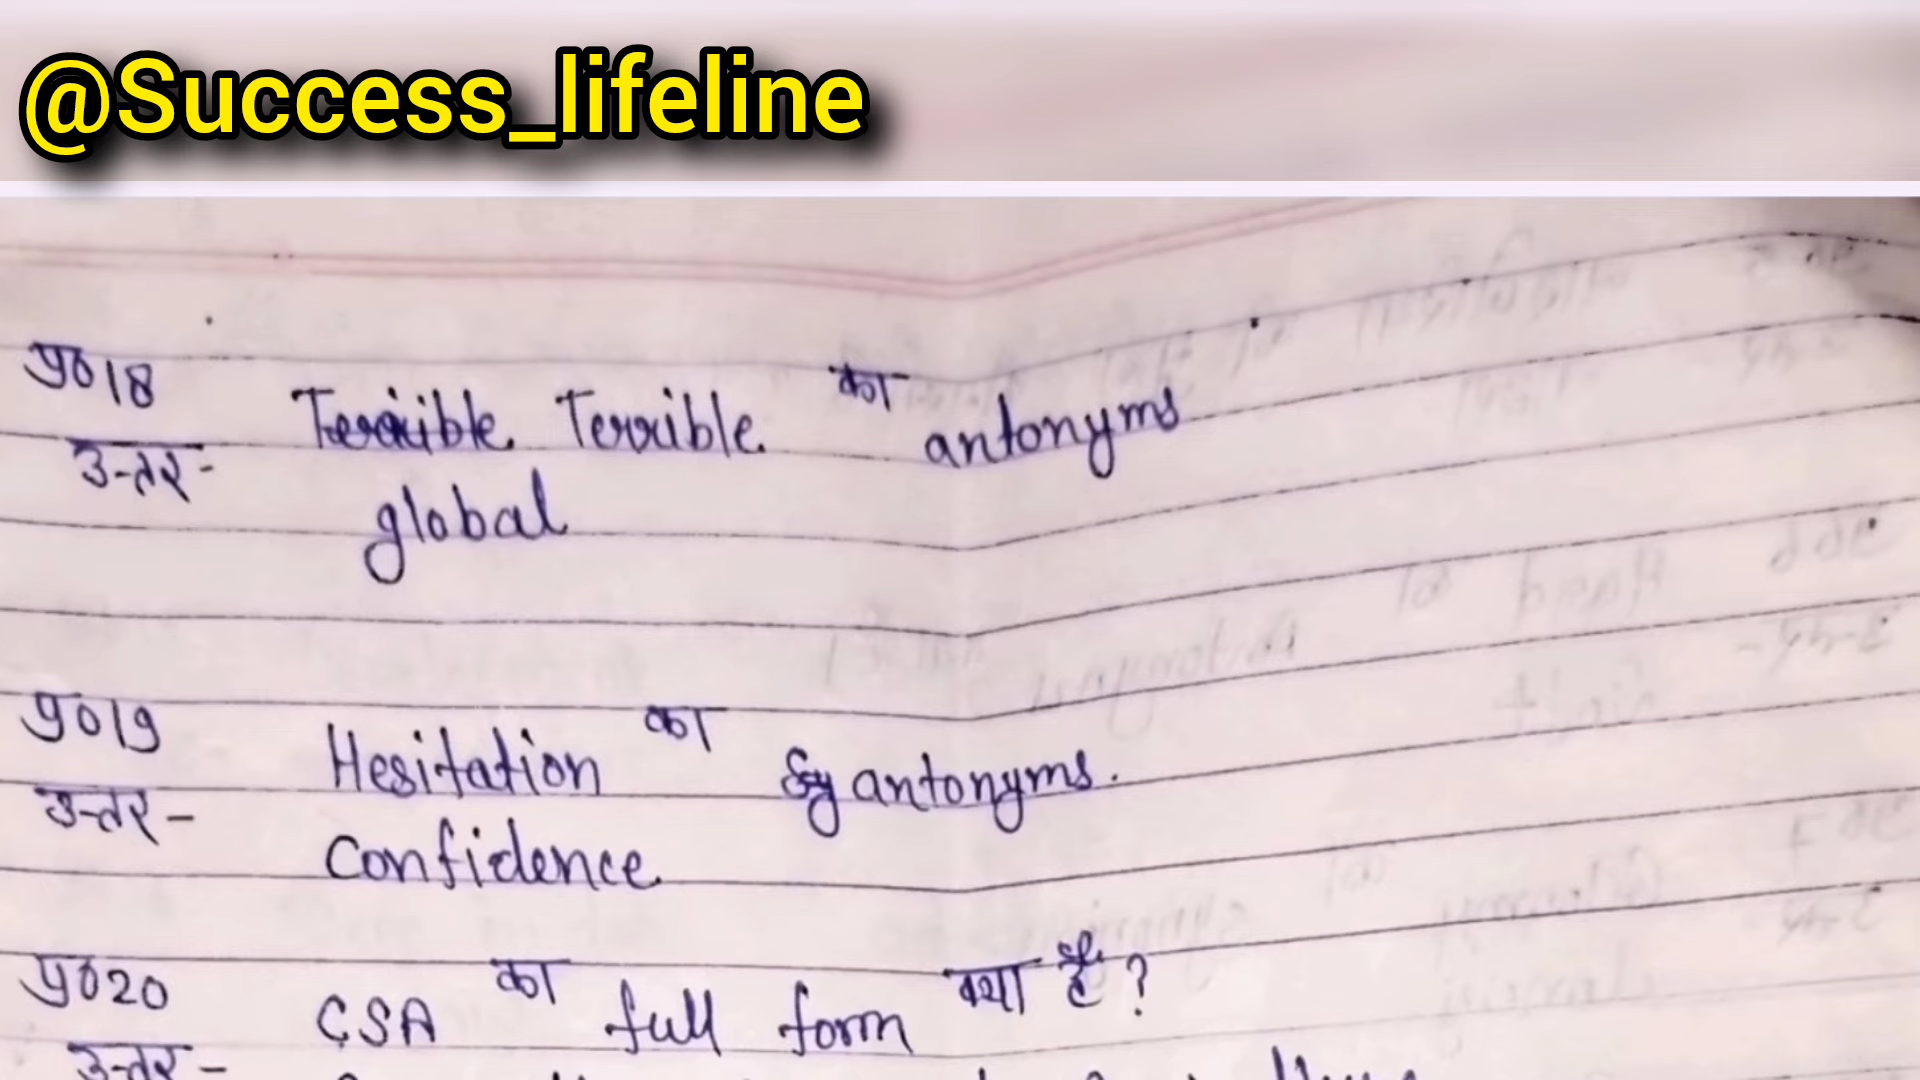 @Success_lifeline
प्र०18 Terrible Terrible का antonyms
उत्तर-
global
प्र०19 Hesitation का Sy antonyms.
उत्तर-
Confidence
प्र०20 CSA का full form क्या है ?
उत्तर-